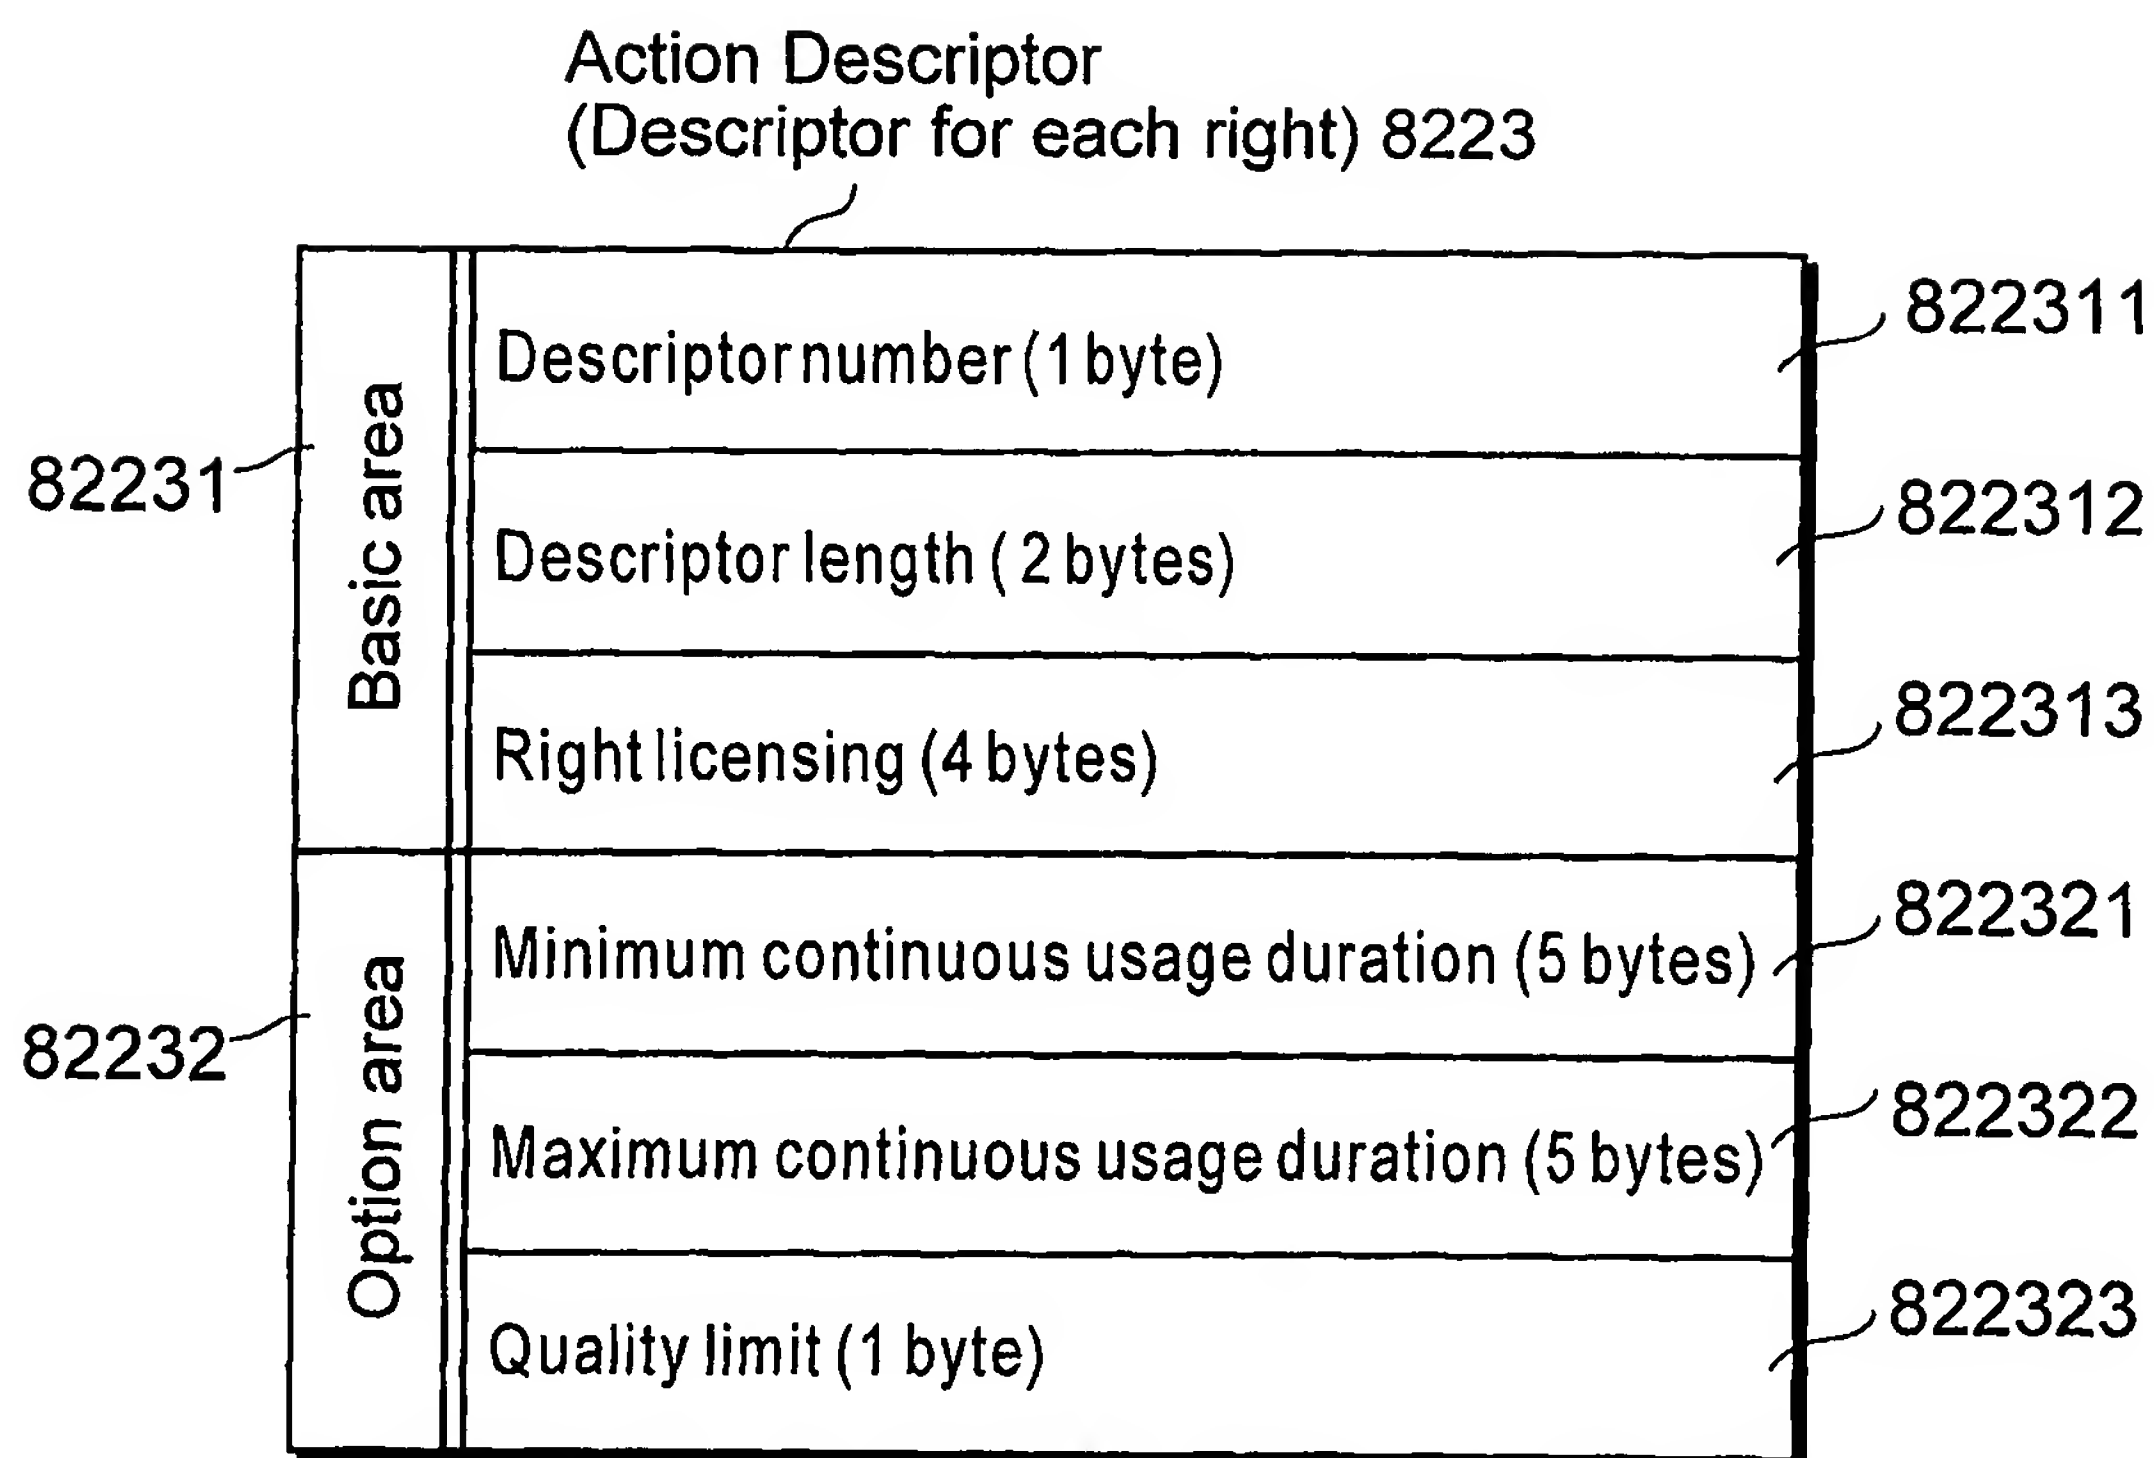 Action Descriptor
(Descriptor for each right) 8223
Basic area
82231
Descriptor number (1 byte)
822311
Descriptor length ( 2 bytes)
822312
Right licensing (4 bytes)
822313
Option area
82232
Minimum continuous usage duration (5 bytes)
822321
Maximum continuous usage duration (5 bytes)
822322
Quality limit (1 byte)
822323